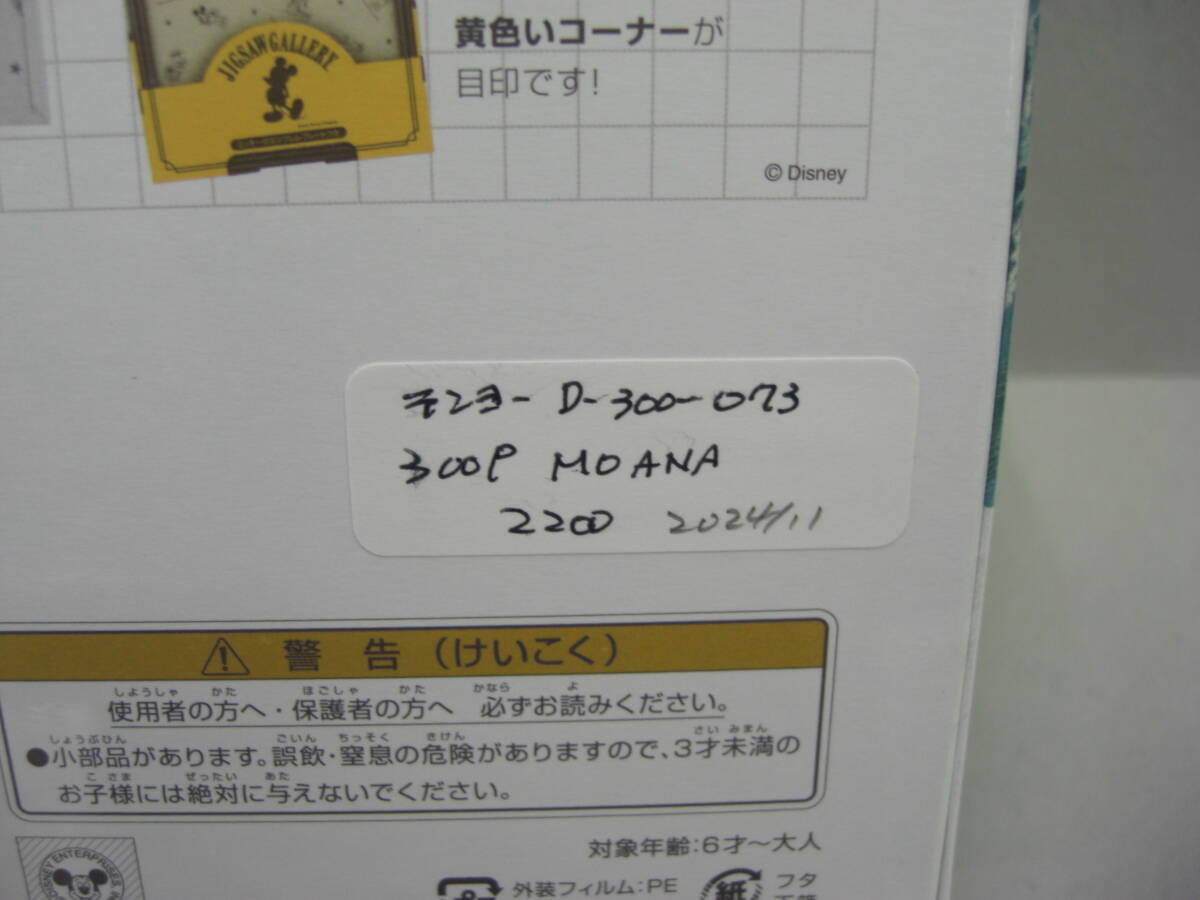 黄色いコーナーが
目印です!
JIGSAW GALLERY
© Disney
テンヨー D-300-073
300P MOANA
2200 2024/11
警告(けいこく)
しようしゃ かた ほごしゃ かた かなら よ
使用者の方へ・保護者の方へ 必ずお読みください。
しょうぶひん ごいん ちっそく きけん さい みまん
●小部品があります。誤飲・窒息の危険がありますので、3才未満の
こ さま ぜったい あた
お子様には絶対に与えないでください。
対象年齢:6才〜大人
DISNEY ENTERPRISES, IN
外装フィルム:PE
紙
フタ